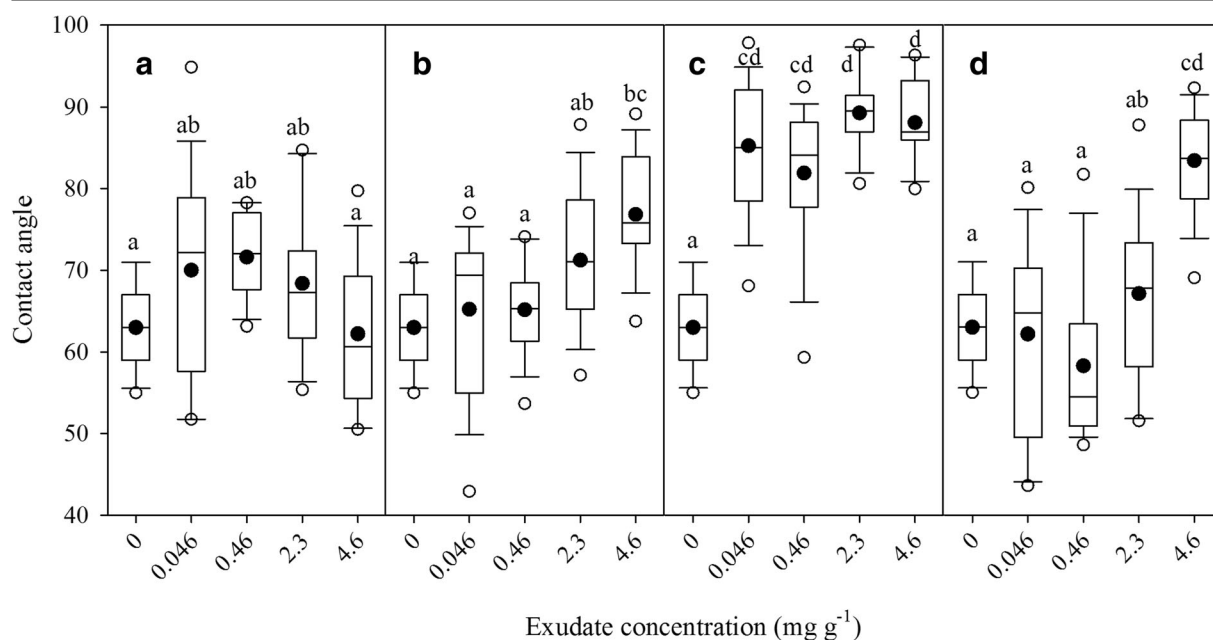 100
90
80
70
60
50
40
Contact angle
a
a
ab
ab
ab
a
b
a
a
a
ab
bc
c
a
cd
cd
d
d
d
a
a
a
ab
cd
0 0.046 0.46 2.3 4.6 0 0.046 0.46 2.3 4.6 0 0.046 0.46 2.3 4.6 0 0.046 0.46 2.3 4.6
Exudate concentration (mg g⁻¹)